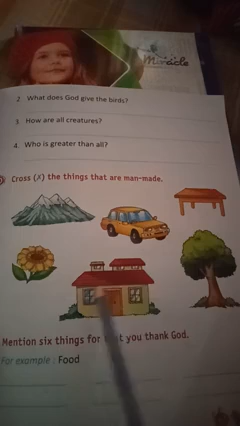 Miracle
2. What does God give the birds?
3. How are all creatures?
4. Who is greater than all?
Cross (X) the things that are man-made.
Mention six things for you thank God.
For example : Food